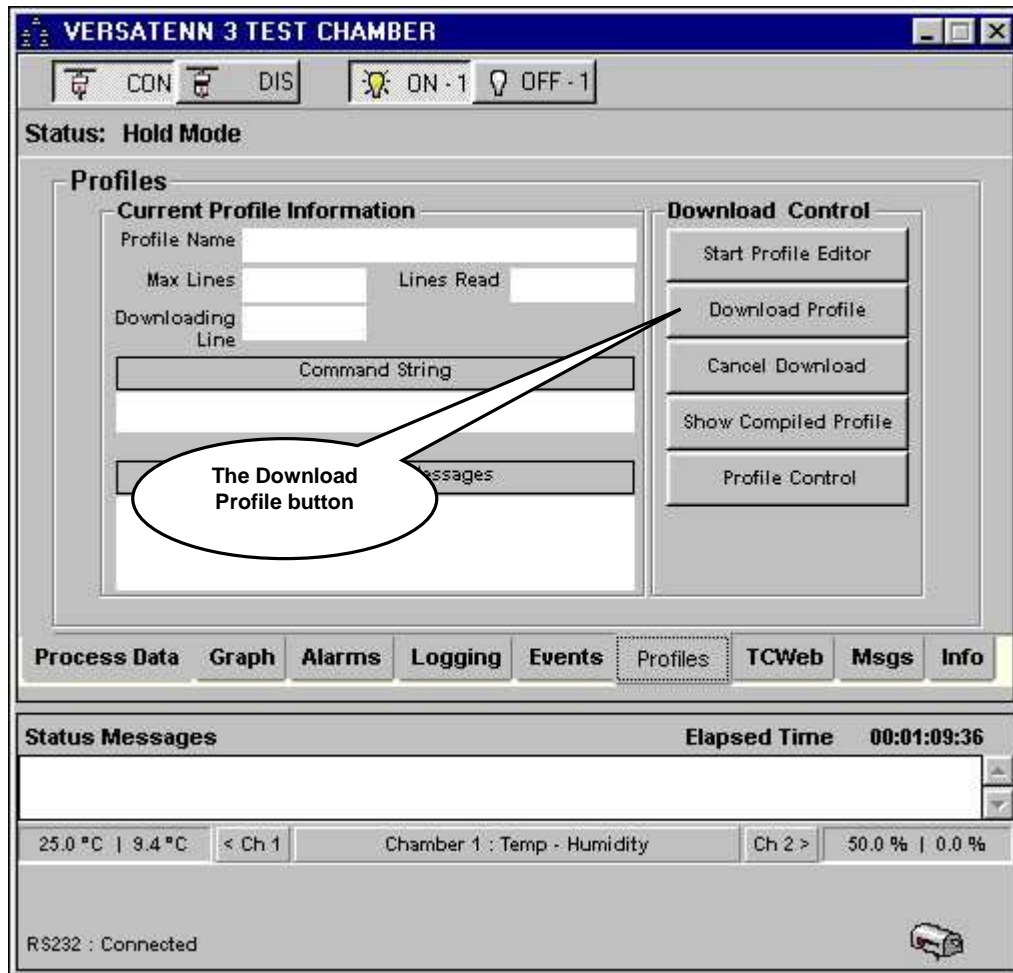 VERSATENN 3 TEST CHAMBER
CON DIS ON - 1 OFF - 1
Status: Hold Mode
Profiles
Current Profile Information
Profile Name
Max Lines Lines Read
Downloading
Line
Command String
Download Control
Start Profile Editor
Download Profile
Cancel Download
Show Compiled Profile
Profile Control
The Download
Profile button
Process Data Graph Alarms Logging Events Profiles TCWeb Msgs Info
Status Messages Elapsed Time 00:01:09:36
25.0 °C | 9.4 °C < Ch 1 Chamber 1 : Temp - Humidity Ch 2 > 50.0 % | 0.0 %
RS232 : Connected